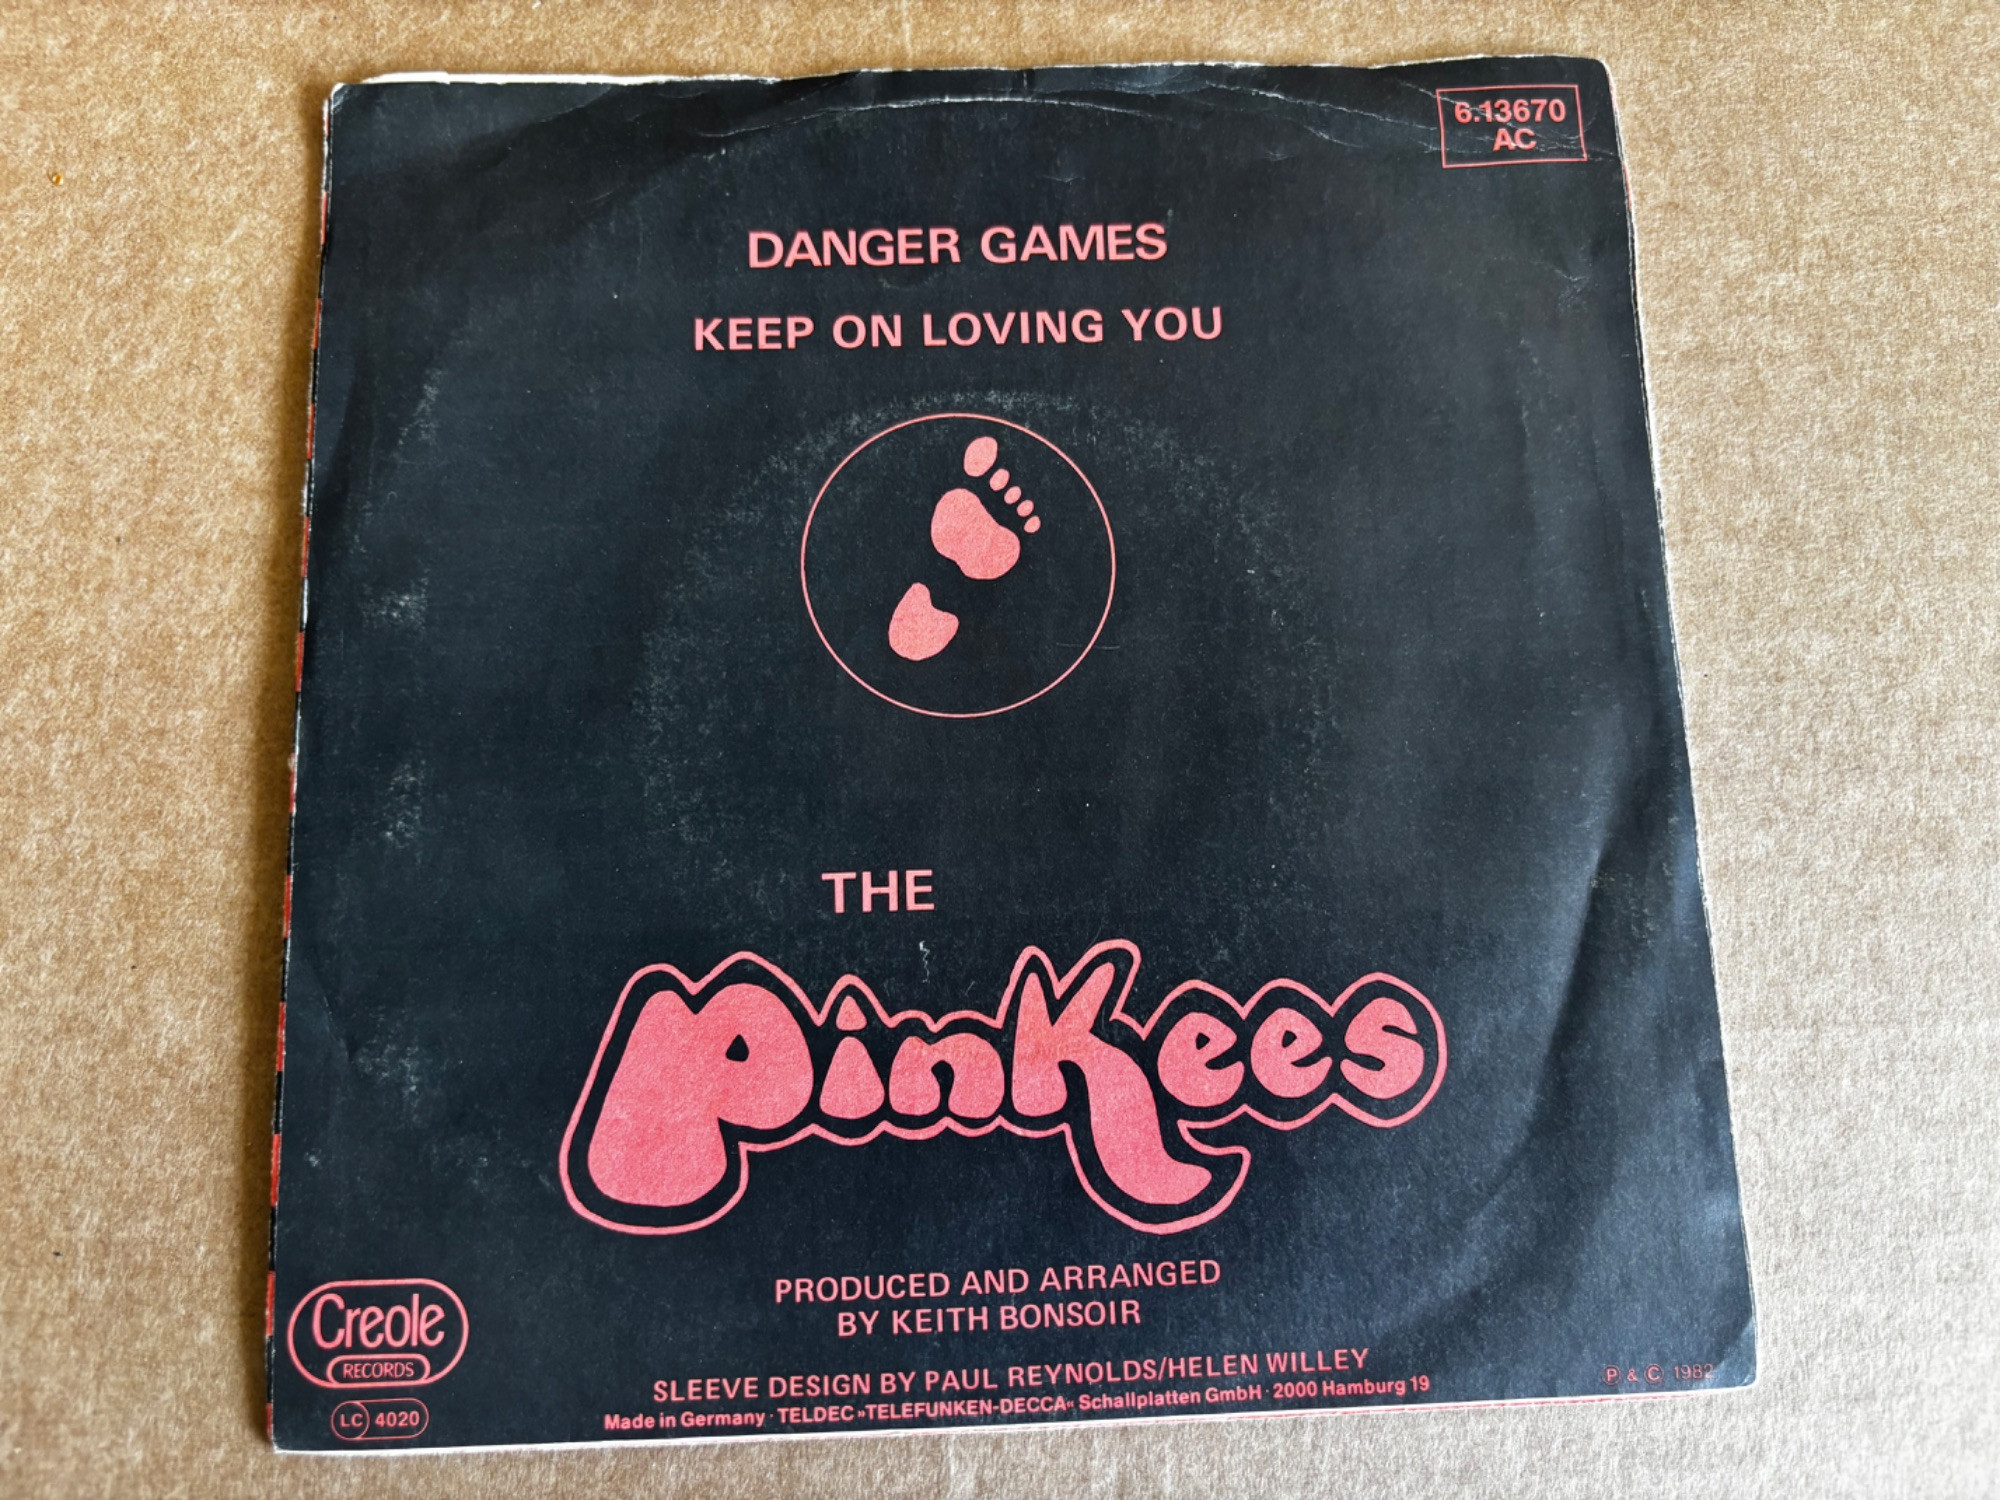 6.13670
AC
DANGER GAMES
KEEP ON LOVING YOU
THE
PinKees
PRODUCED AND ARRANGED
BY KEITH BONSOIR
SLEEVE DESIGN BY PAUL REYNOLDS/HELEN WILLEY
Made in Germany · TELDEC »TELEFUNKEN-DECCA« Schallplatten GmbH · 2000 Hamburg 19
Creole
RECORDS
LC 4020
P & C 1982